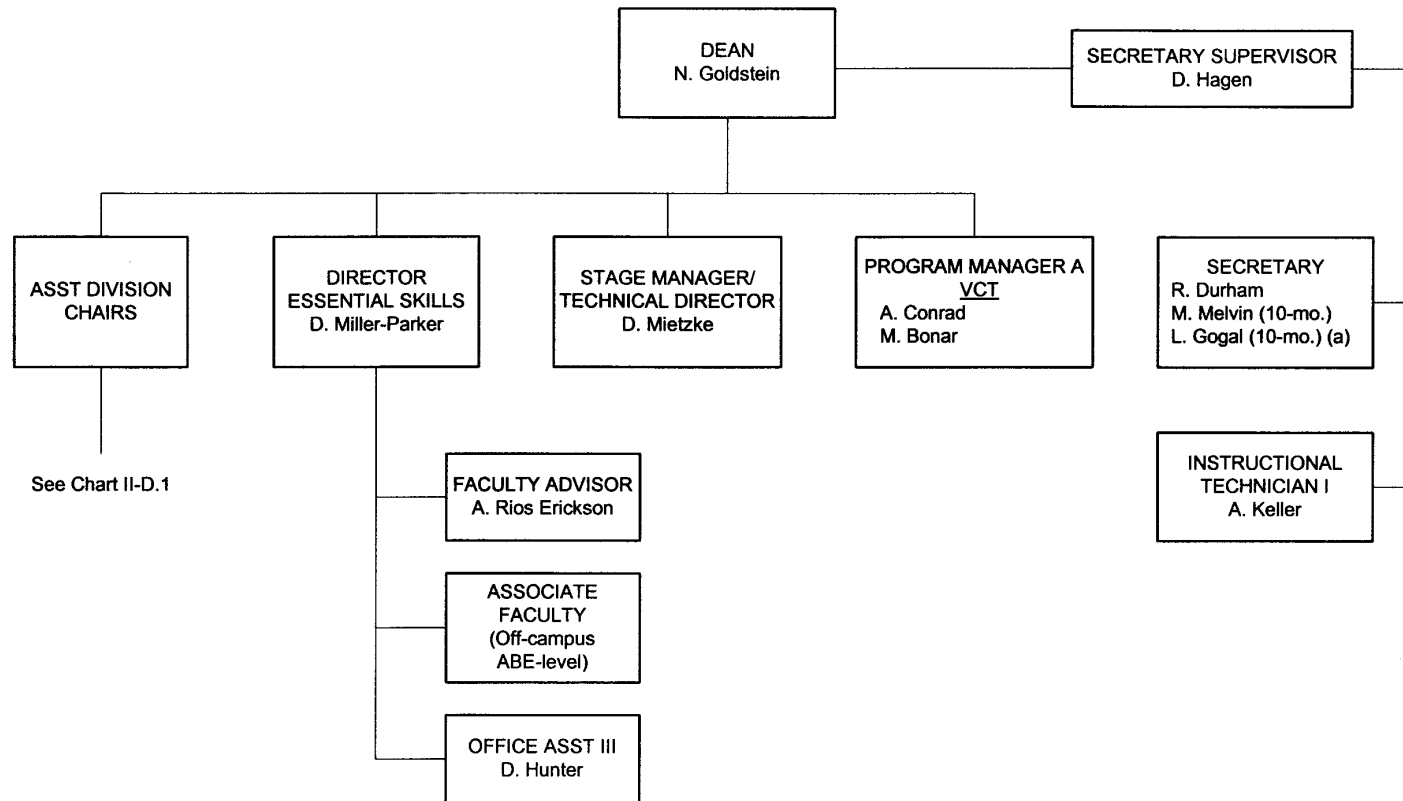 DEAN
N. Goldstein
SECRETARY SUPERVISOR
D. Hagen
ASST DIVISION
CHAIRS
DIRECTOR
ESSENTIAL SKILLS
D. Miller-Parker
STAGE MANAGER/
TECHNICAL DIRECTOR
D. Mietzke
PROGRAM MANAGER A
VCT
A. Conrad
M. Bonar
SECRETARY
R. Durham
M. Melvin (10-mo.)
L. Gogal (10-mo.) (a)
See Chart II-D.1
FACULTY ADVISOR
A. Rios Erickson
INSTRUCTIONAL
TECHNICIAN I
A. Keller
ASSOCIATE
FACULTY
(Off-campus
ABE-level)
OFFICE ASST III
D. Hunter